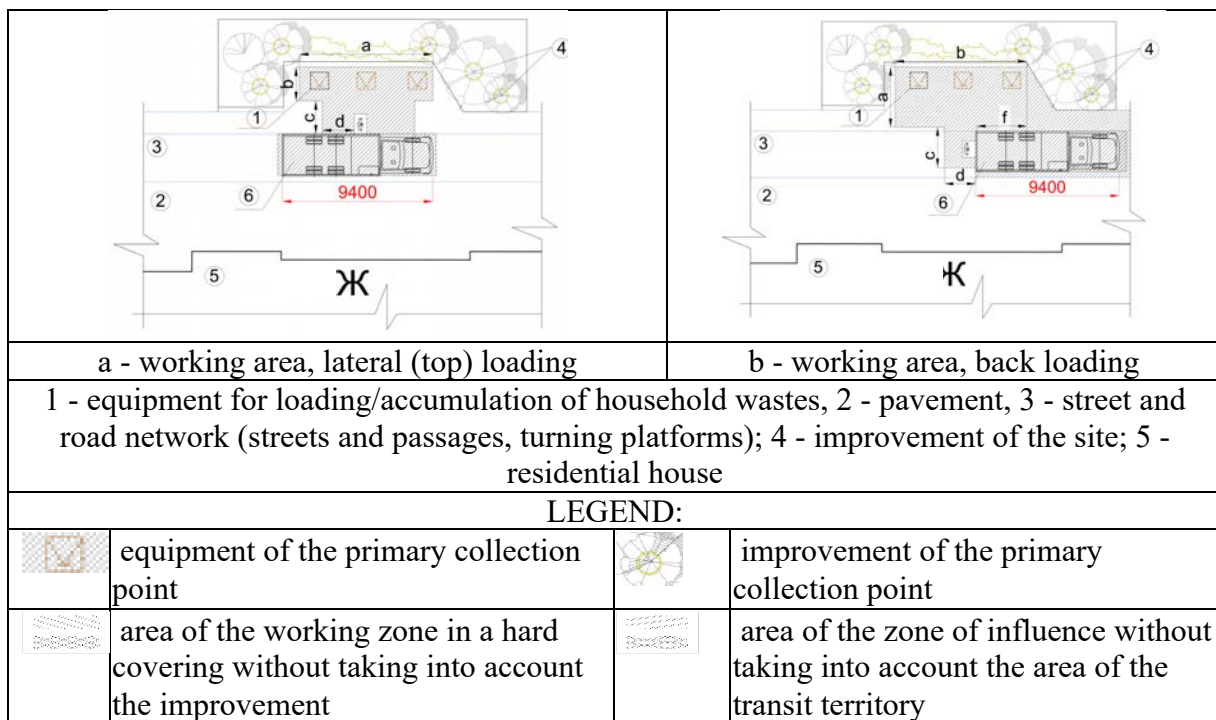 a
b
c
d
1
4
3
2
6
9400
5
Ж
b
a
c
d
f
1
4
3
2
6
9400
5
Ж
a - working area, lateral (top) loading
b - working area, back loading
1 - equipment for loading/accumulation of household wastes, 2 - pavement, 3 - street and
road network (streets and passages, turning platforms); 4 - improvement of the site; 5 -
residential house
LEGEND:
equipment of the primary collection
point
improvement of the primary
collection point
area of the working zone in a hard
covering without taking into account
the improvement
area of the zone of influence without
taking into account the area of the
transit territory